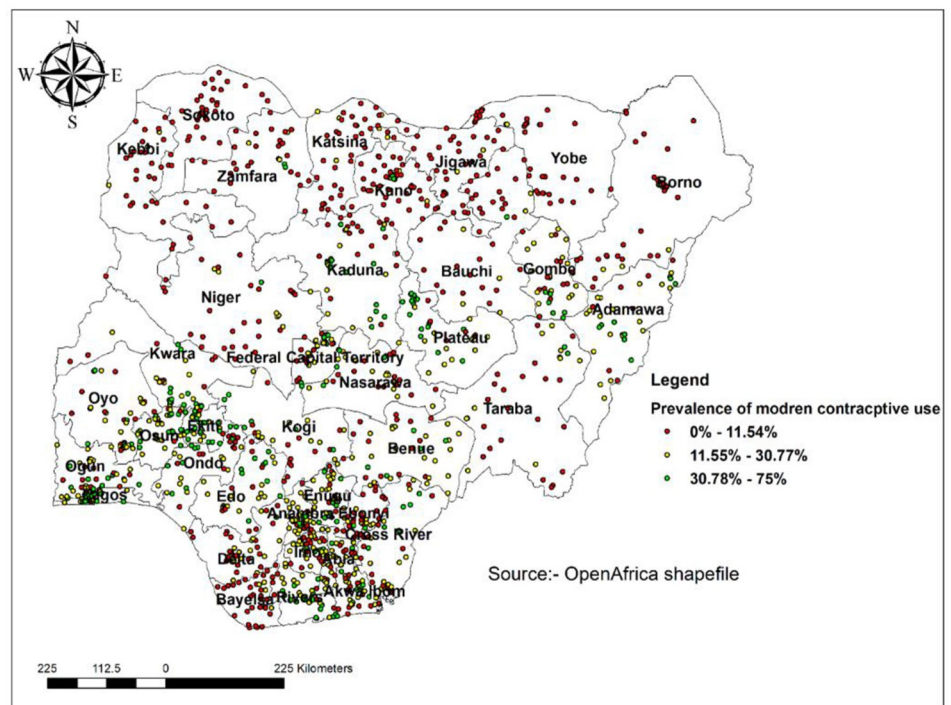 N
W E
S
Sokoto
Kebbi
Katsina
Zamfara
Jigawa
Yobe
Kano
Borno
Kaduna
Bauchi
Gombe
Niger
Adamawa
Plateau
Kwara
Federal Capital Territory
Nasarawa
Oyo
Taraba
Ekiti
Kogi
Osun
Benue
Ondo
Ogun
Lagos
Edo
Enugu
Anambra Ebonyi
Cross River
Imo
Abia
Delta
Bayelsa
Rivers
Akwa Ibom
Legend
Prevalence of modren contracptive use
0% - 11.54%
11.55% - 30.77%
30.78% - 75%
Source:- OpenAfrica shapefile
225 112.5 0 225 Kilometers